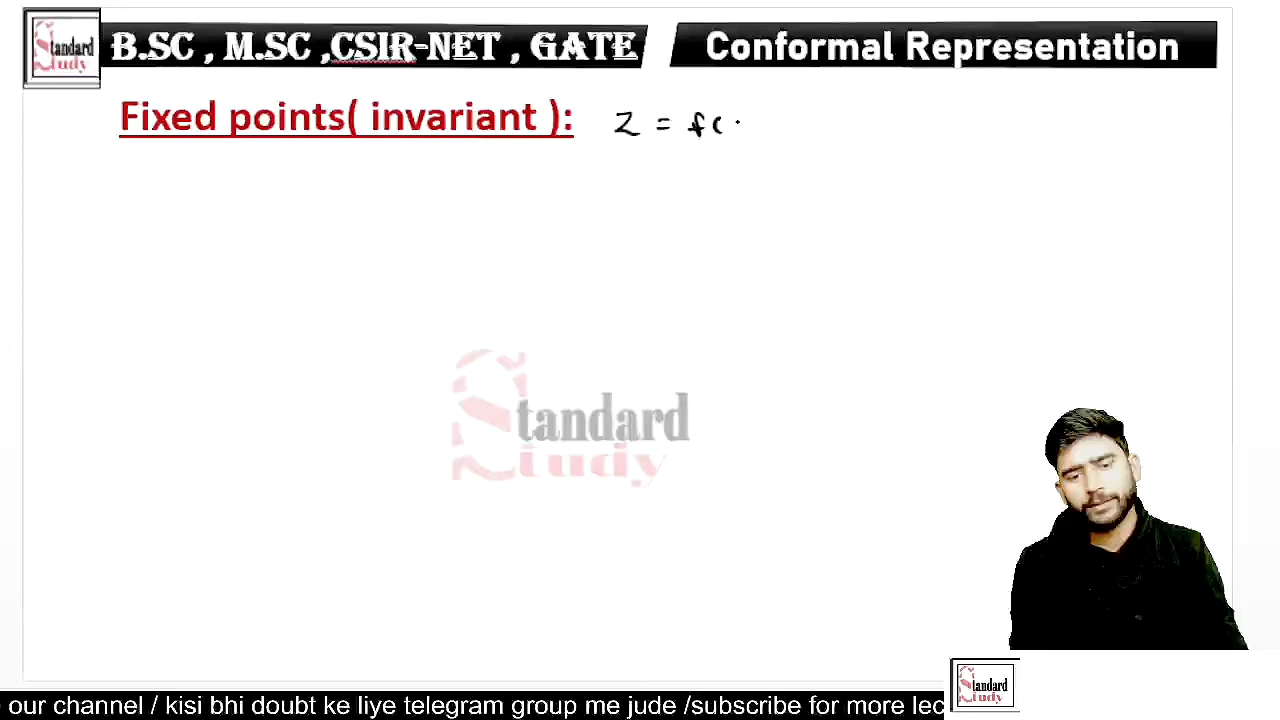 Standard Study B.SC , M.SC ,CSIR-NET , GATE Conformal Representation
Fixed points( invariant ): z = f( .
Standard
Study
our channel / kisi bhi doubt ke liye telegram group me jude /subscribe for more lec
Standard Study